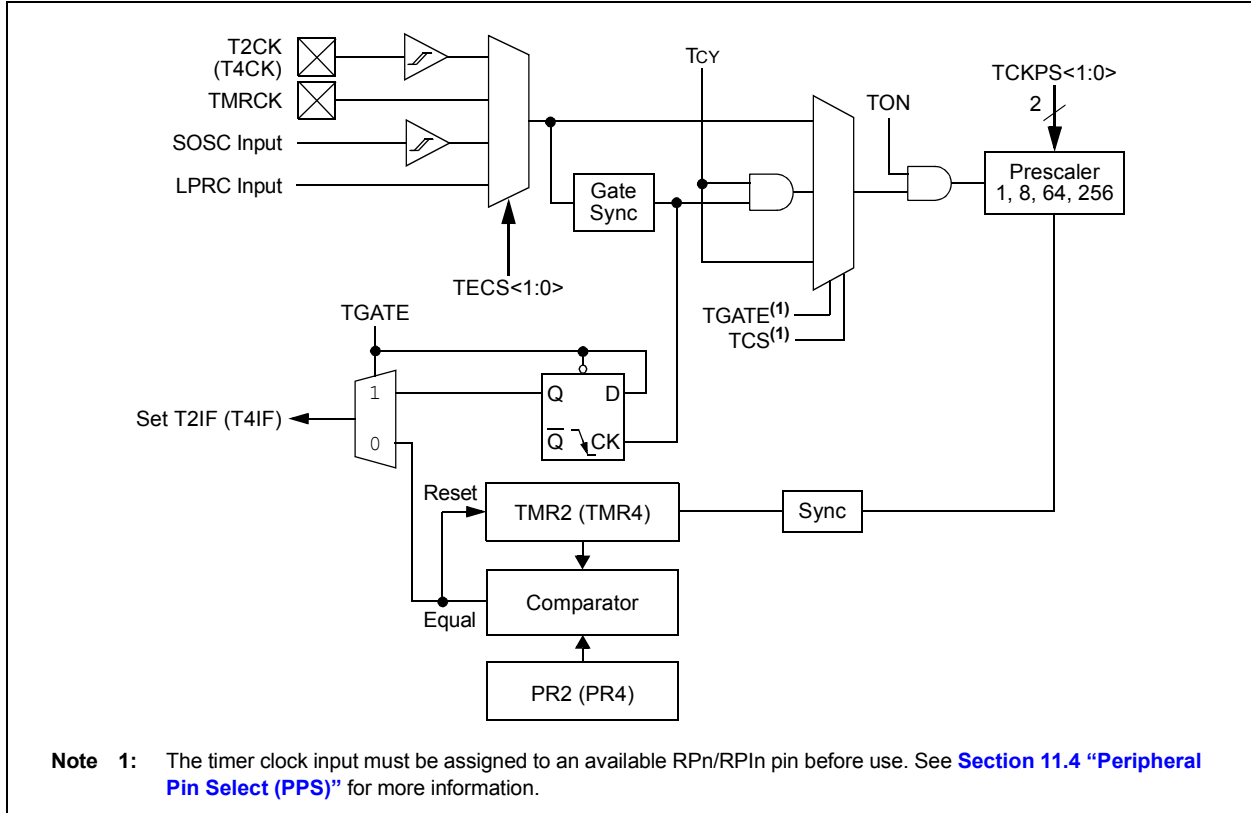 T2CK
(T4CK)
TMRCK
SOSC Input
LPRC Input
TECS<1:0>
Gate
Sync
TCY
TGATE(1)
TCS(1)
TON
TCKPS<1:0>
2
Prescaler
1, 8, 64, 256
TGATE
1
0
Set T2IF (T4IF)
Q D
Q CK
Reset
TMR2 (TMR4)
Sync
Equal
Comparator
PR2 (PR4)
Note 1: The timer clock input must be assigned to an available RPn/RPIn pin before use. See Section 11.4 “Peripheral
Pin Select (PPS)” for more information.